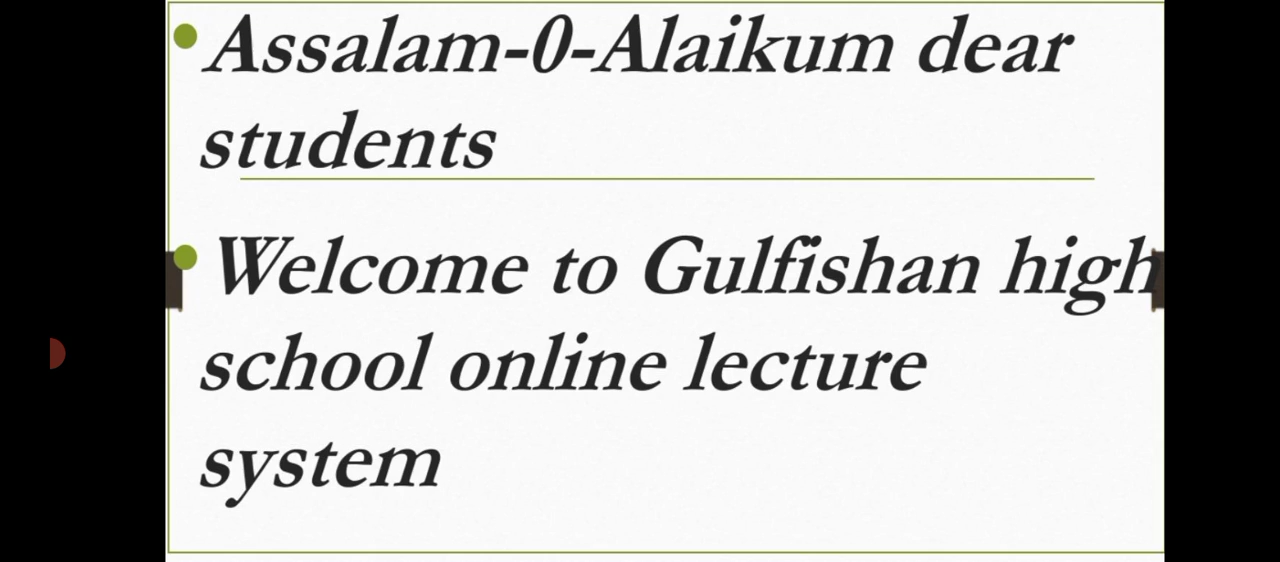 Assalam-0-Alaikum dear
students
Welcome to Gulfishan high
school online lecture
system